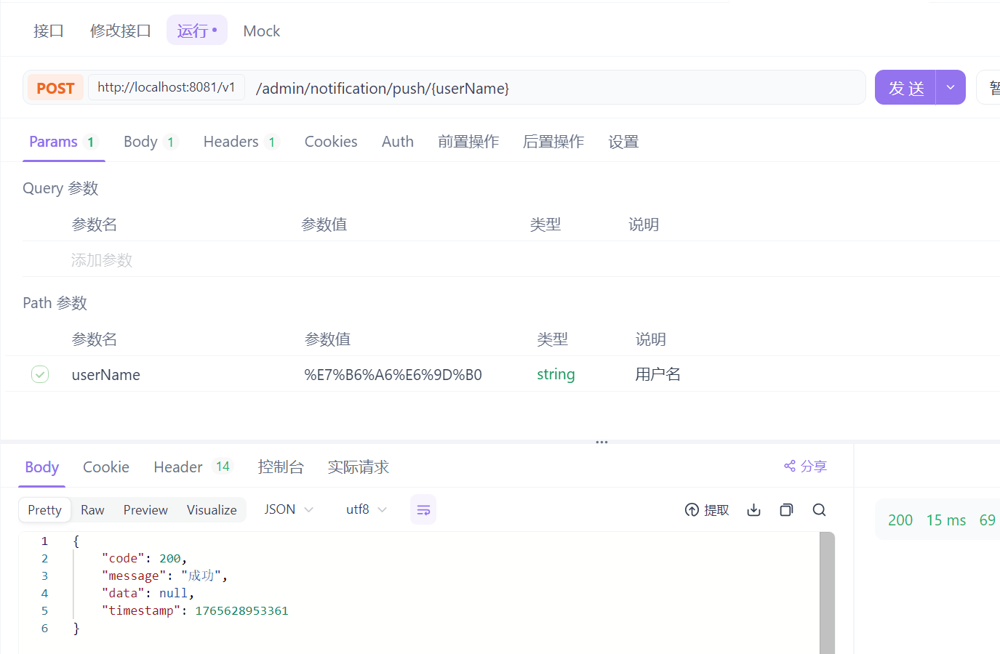 接口 修改接口 运行 • Mock
POST http://localhost:8081/v1 /admin/notification/push/{userName} 发 送
Params 1 Body 1 Headers 1 Cookies Auth 前置操作 后置操作 设置
Query 参数
参数名 参数值 类型 说明
添加参数
Path 参数
参数名 参数值 类型 说明
userName %E7%B6%A6%E6%9D%B0 string 用户名
Body Cookie Header 14 控制台 实际请求 分享
Pretty Raw Preview Visualize JSON utf8 提取
200 15 ms 69
1 {
2 "code": 200,
3 "message": "成功",
4 "data": null,
5 "timestamp": 1765628953361
6 }